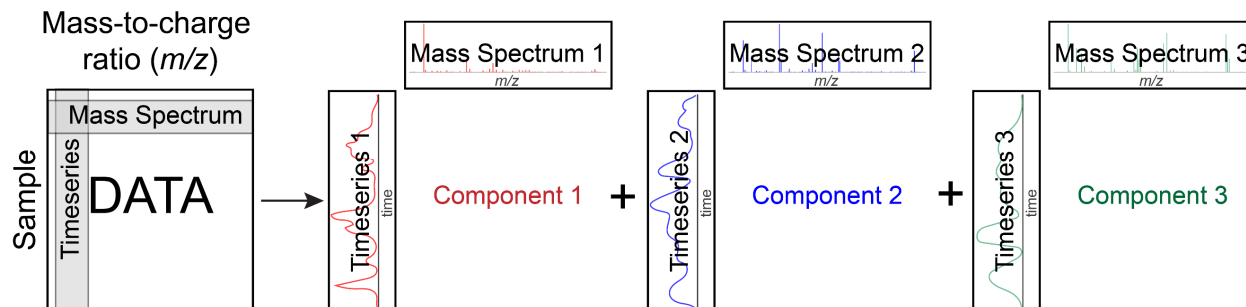 Mass-to-charge
ratio (m/z)
Sample
Mass Spectrum
Timeseries
DATA
Timeseries 1
time
Mass Spectrum 1
m/z
Component 1
+
Timeseries 2
time
Mass Spectrum 2
m/z
Component 2
+
Timeseries 3
time
Mass Spectrum 3
m/z
Component 3